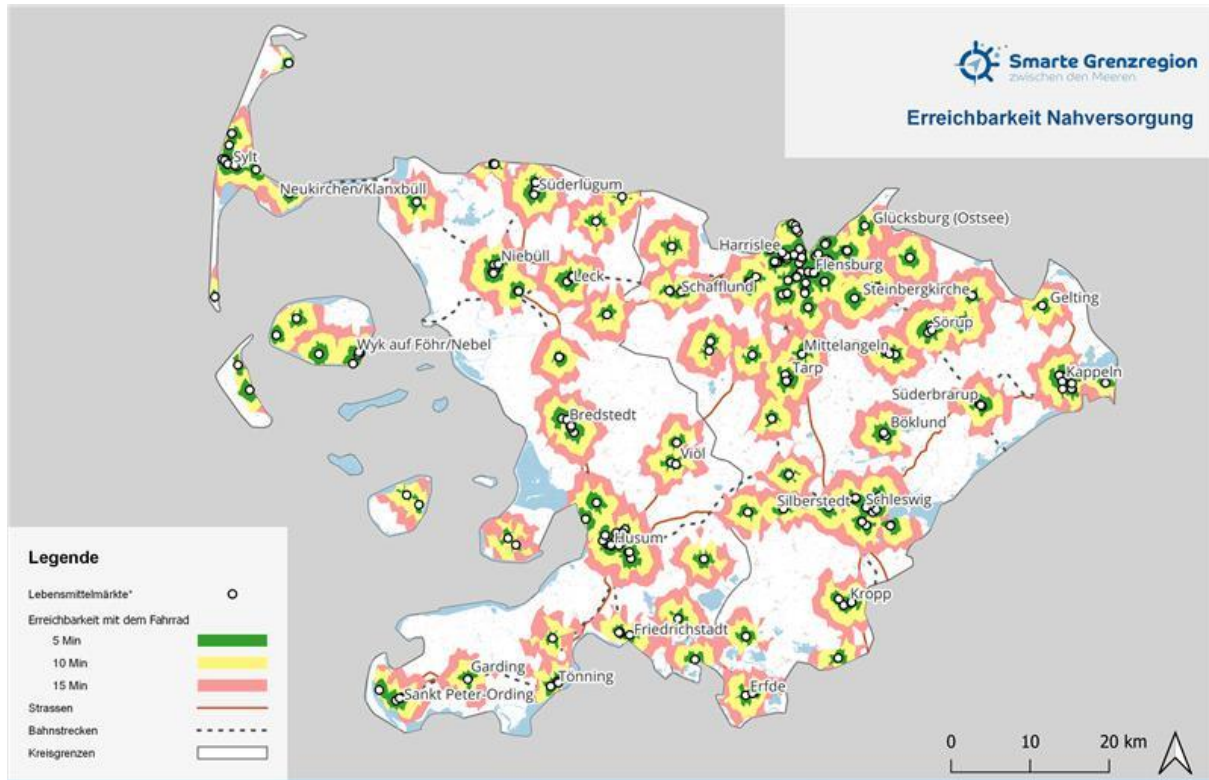 Smarte Grenzregion
zwischen den Meeren
Erreichbarkeit Nahversorgung
Sylt
Neukirchen/Klanxbüll
Süderlügum
Glücksburg (Ostsee)
Harrislee
Flensburg
Niebüll
Leck
Schafflund
Steinbergkirche
Gelting
Sörup
Wyk auf Föhr/Nebel
Mittelangeln
Tarp
Kappeln
Süderbrarup
Bredstedt
Böklund
Viöl
Silberstedt
Schleswig
Husum
Kropp
Friedrichstadt
Garding
Tönning
Sankt Peter-Ording
Erfde
Legende
Lebensmittelmärkte*
Erreichbarkeit mit dem Fahrrad
5 Min
10 Min
15 Min
Strassen
Bahnstrecken
Kreisgrenzen
0 10 20 km